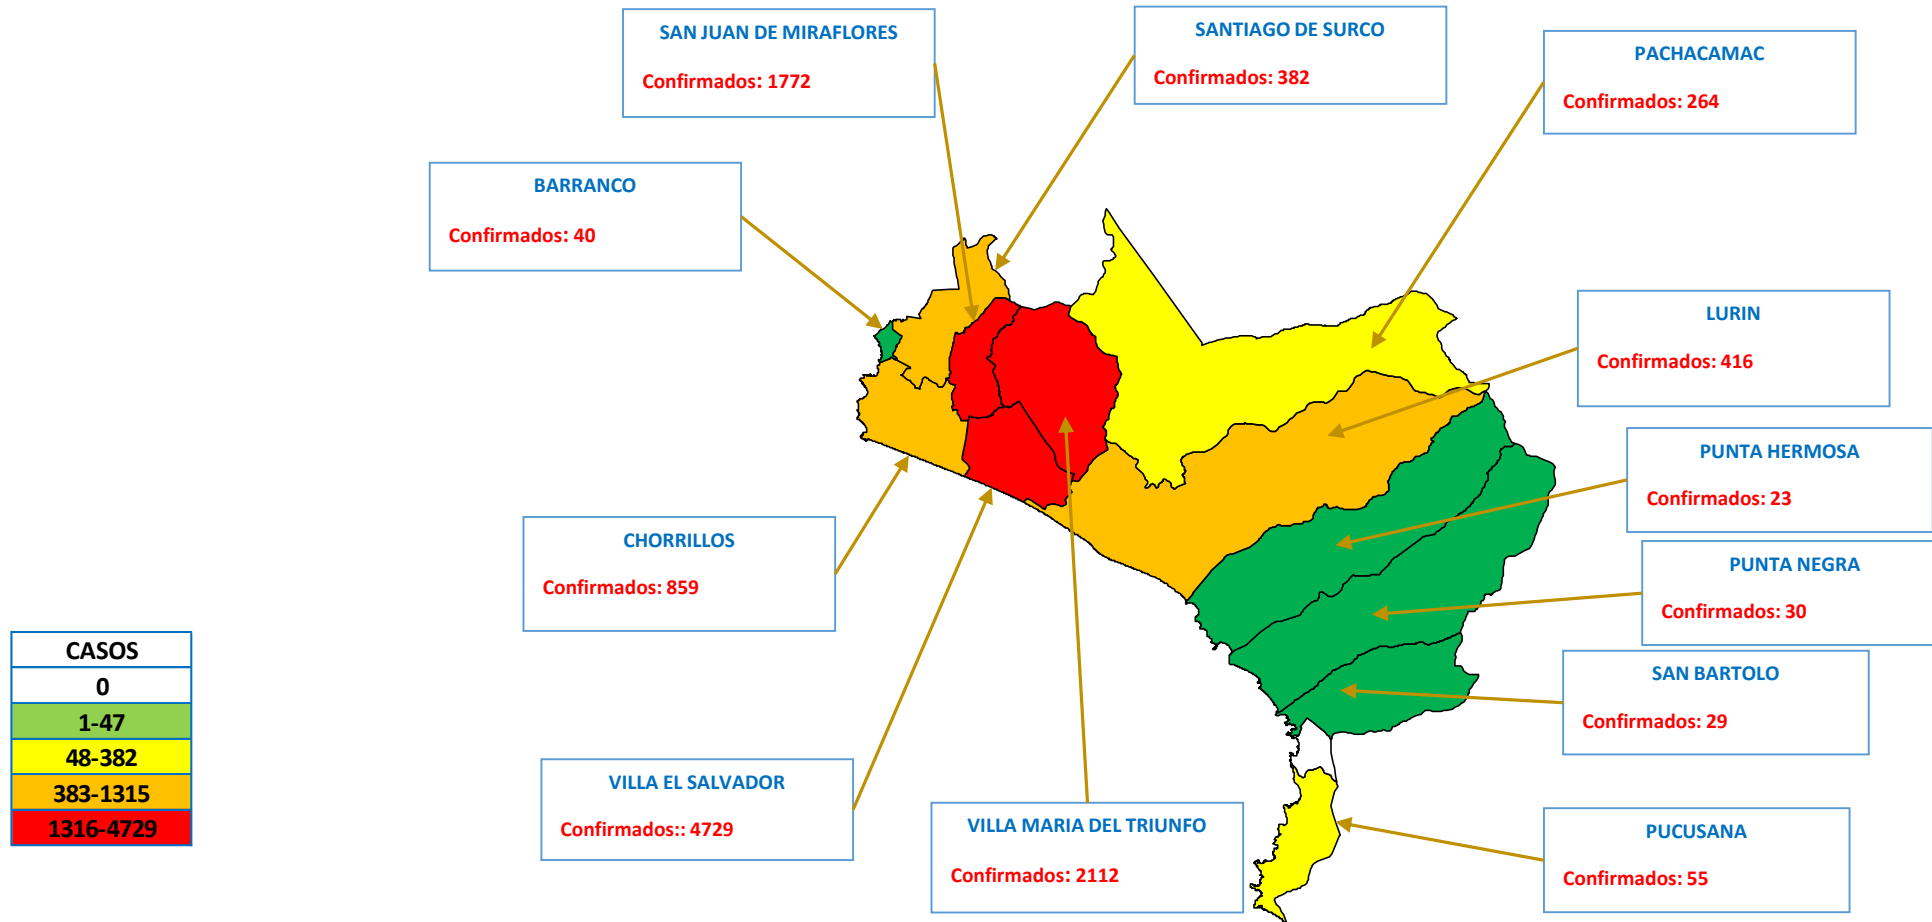 SAN JUAN DE MIRAFLORES
Confirmados: 1772
SANTIAGO DE SURCO
Confirmados: 382
PACHACAMAC
Confirmados: 264
BARRANCO
Confirmados: 40
LURIN
Confirmados: 416
PUNTA HERMOSA
Confirmados: 23
CHORRILLOS
Confirmados: 859
PUNTA NEGRA
Confirmados: 30
SAN BARTOLO
Confirmados: 29
VILLA EL SALVADOR
Confirmados:: 4729
VILLA MARIA DEL TRIUNFO
Confirmados: 2112
PUCUSANA
Confirmados: 55
CASOS
0
1-47
48-382
383-1315
1316-4729